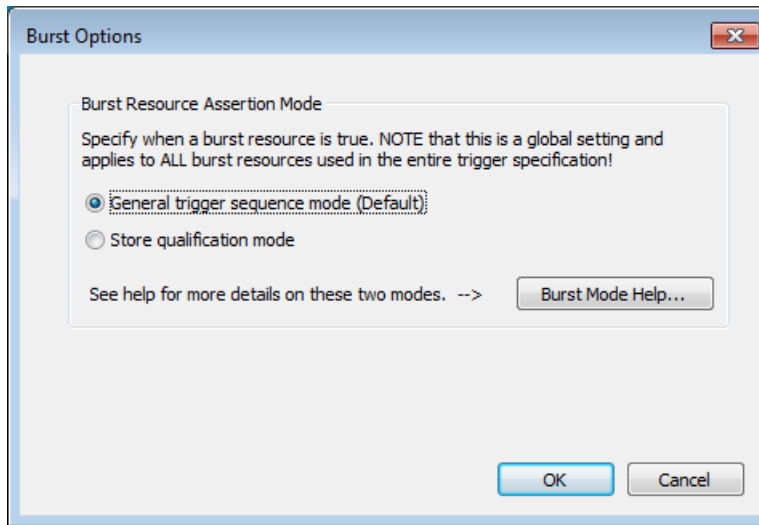 Burst Options
Burst Resource Assertion Mode
Specify when a burst resource is true. NOTE that this is a global setting and
applies to ALL burst resources used in the entire trigger specification!
General trigger sequence mode (Default)
Store qualification mode
See help for more details on these two modes. --> Burst Mode Help...
OK Cancel